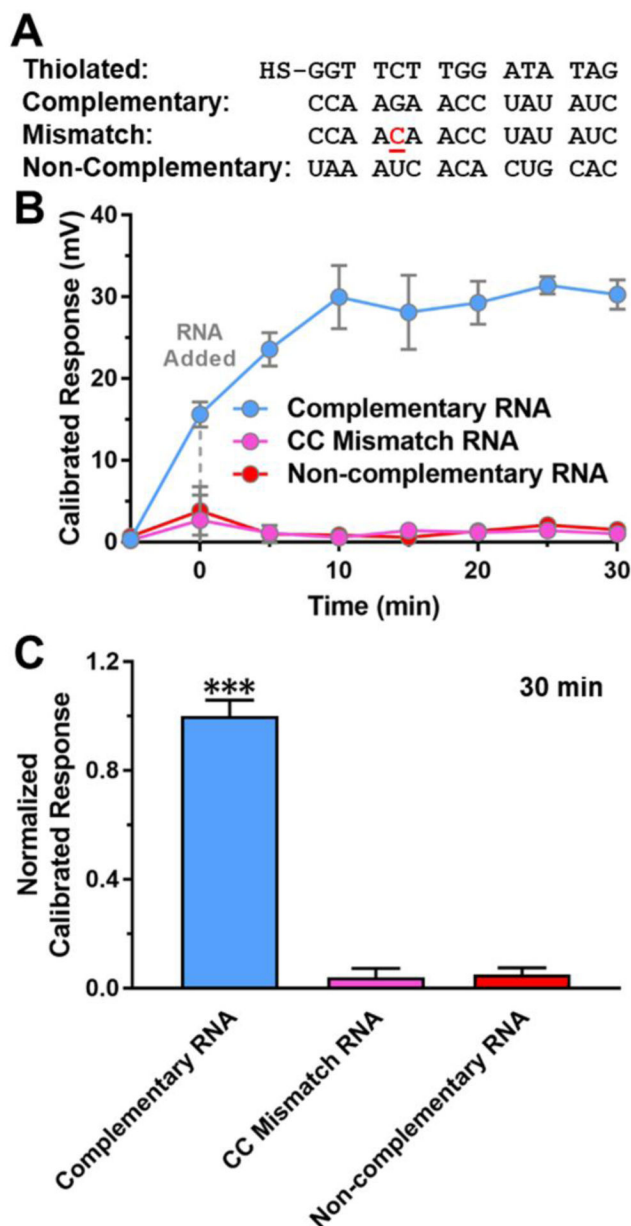 A
Thiolated: HS-GGT TCT TGG ATA TAG
Complementary: CCA AGA ACC UAU AUC
Mismatch: CCA ACA ACC UAU AUC
Non-Complementary: UAA AUC ACA CUG CAC
B
Calibrated Response (mV)
40
30
20
10
0
RNA
Added
Complementary RNA
CC Mismatch RNA
Non-complementary RNA
0 10 20 30
Time (min)
C
Normalized
Calibrated Response
1.2
0.8
0.4
0.0
***
30 min
Complementary RNA
CC Mismatch RNA
Non-complementary RNA